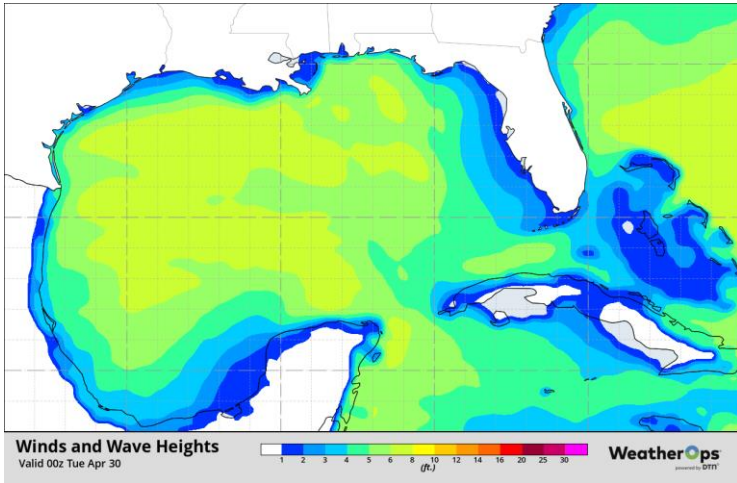 Winds and Wave Heights
Valid 00z Tue Apr 30
1 2 3 4 5 6 8 10 12 14 16 20 25 30
(ft.)
WeatherOps
powered by DTN